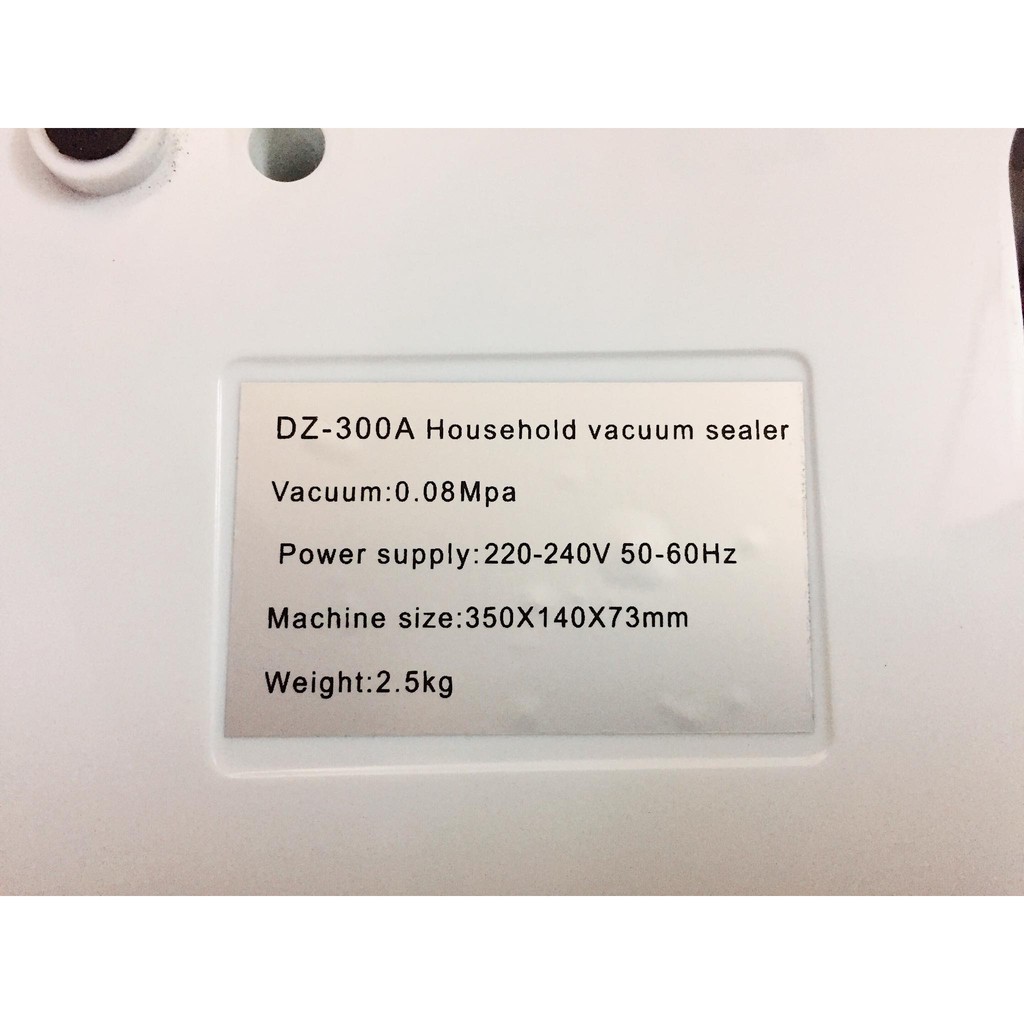 DZ-300A Household vacuum sealer
Vacuum:0.08Mpa
Power supply:220-240V 50-60Hz
Machine size:350X140X73mm
Weight:2.5kg